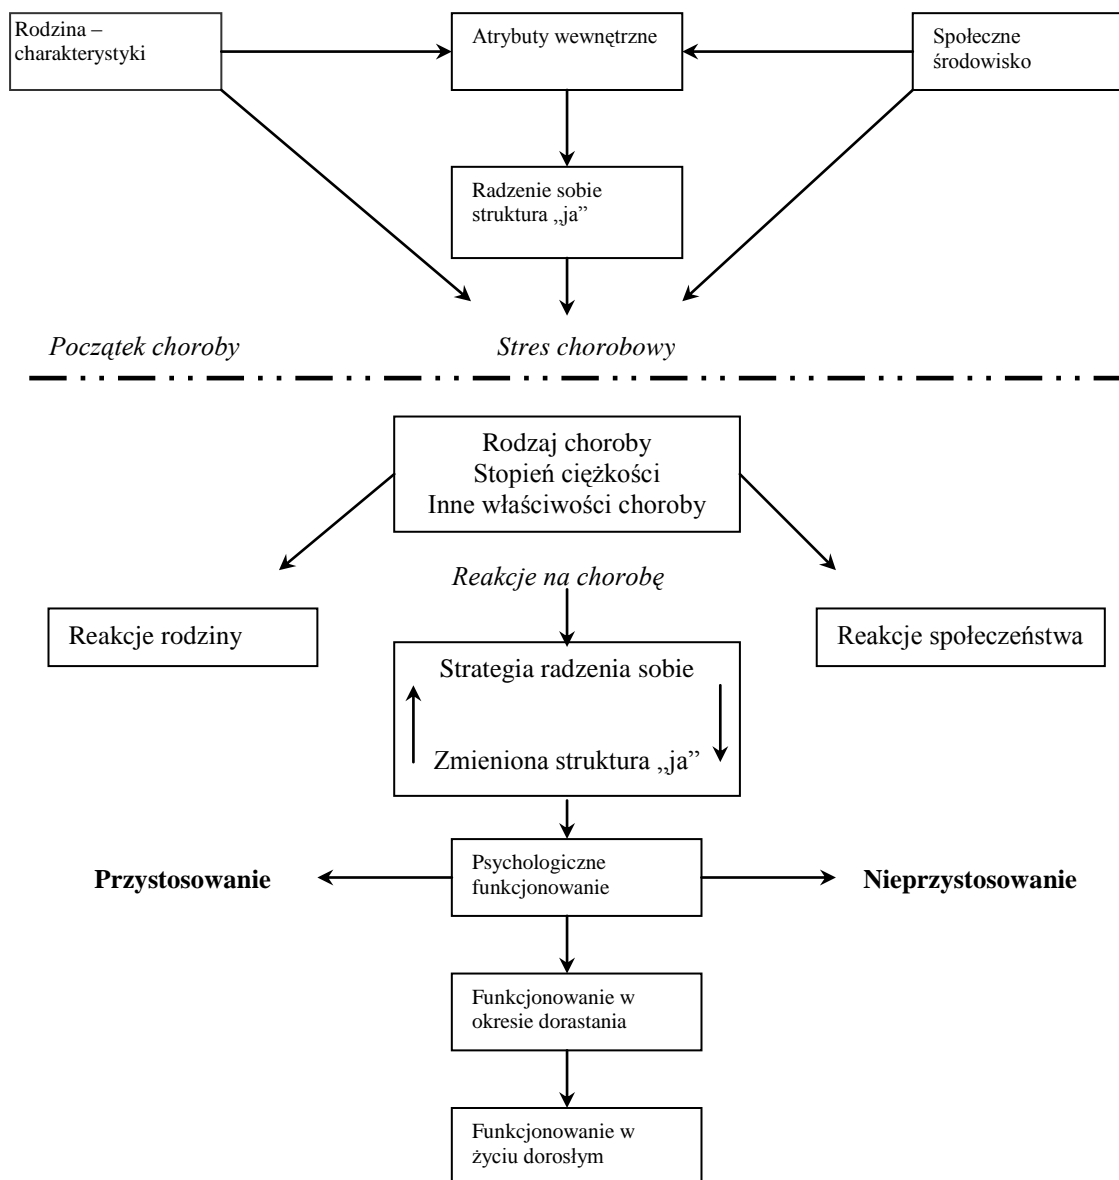 Rodzina –
charakterystyki
Atrybuty wewnętrzne
Społeczne
środowisko
Radzenie sobie
struktura „ja”
Początek choroby
Stres chorobowy
Rodzaj choroby
Stopień ciężkości
Inne właściwości choroby
Reakcje na chorobę
Reakcje rodziny
Reakcje społeczeństwa
Strategia radzenia sobie
Zmieniona struktura „ja”
Psychologiczne
funkcjonowanie
Przystosowanie
Nieprzystosowanie
Funkcjonowanie w
okresie dorastania
Funkcjonowanie w
życiu dorosłym